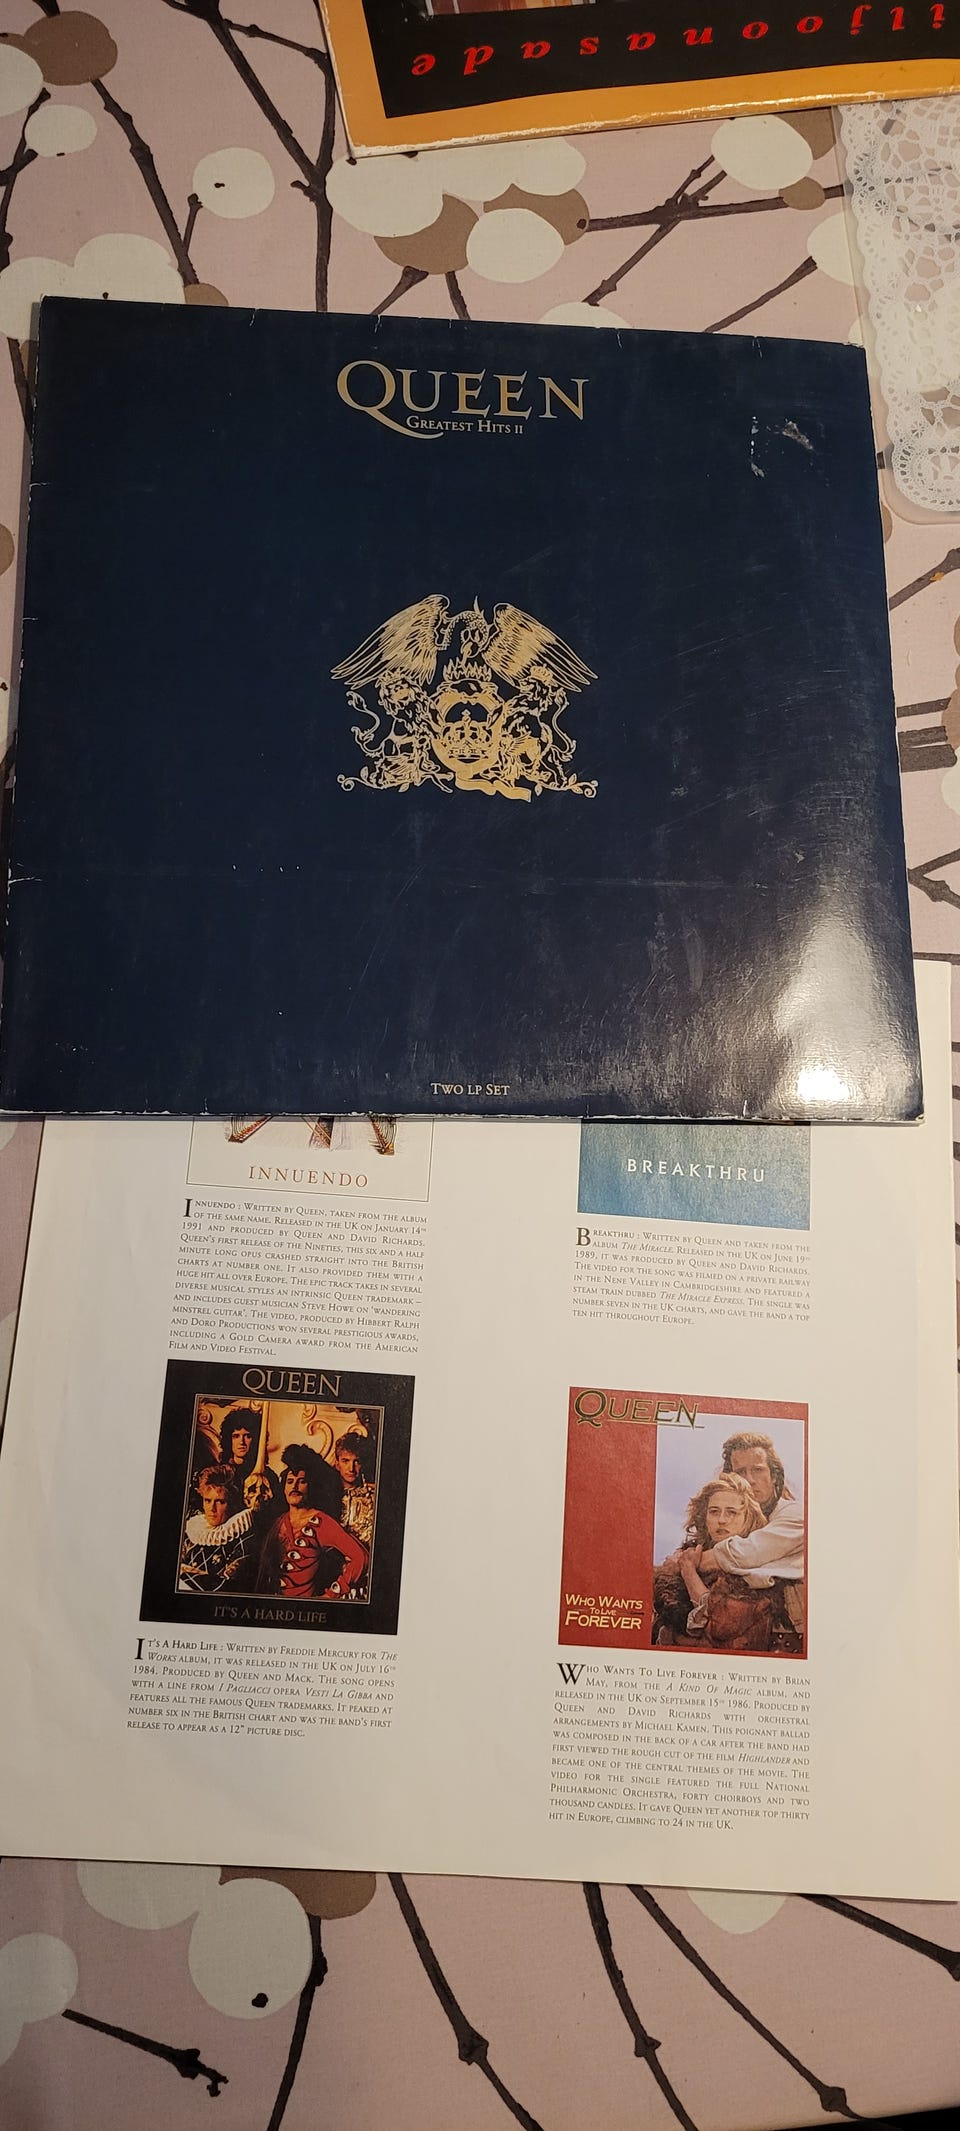 iljoonasade
QUEEN
GREATEST HITS II
TWO LP SET
INNUENDO
INNUENDO : WRITTEN BY QUEEN, TAKEN FROM THE ALBUM
OF THE SAME NAME. RELEASED IN THE UK ON JANUARY 14TH
1991 AND PRODUCED BY QUEEN AND DAVID RICHARDS.
QUEEN'S FIRST RELEASE OF THE NINETIES, THIS SIX AND A HALF
MINUTE LONG OPUS CRASHED STRAIGHT INTO THE BRITISH
CHARTS AT NUMBER ONE. IT ALSO PROVIDED THEM WITH A
HUGE HIT ALL OVER EUROPE. THE EPIC TRACK TAKES IN SEVERAL
DIVERSE MUSICAL STYLES AN INTRINSIC QUEEN TRADEMARK –
AND INCLUDES GUEST MUSICIAN STEVE HOWE ON 'WANDERING
MINSTREL GUITAR'. THE VIDEO, PRODUCED BY HIBBERT RALPH
AND DORO PRODUCTIONS WON SEVERAL PRESTIGIOUS AWARDS,
INCLUDING A GOLD CAMERA AWARD FROM THE AMERICAN
FILM AND VIDEO FESTIVAL.
BREAKTHRU
BREAKTHRU : WRITTEN BY QUEEN AND TAKEN FROM THE
ALBUM THE MIRACLE. RELEASED IN THE UK ON JUNE 19TH
1989, IT WAS PRODUCED BY QUEEN AND DAVID RICHARDS.
THE VIDEO FOR THE SONG WAS FILMED ON A PRIVATE RAILWAY
IN THE NENE VALLEY IN CAMBRIDGESHIRE AND FEATURED A
STEAM TRAIN DUBBED THE MIRACLE EXPRESS. THE SINGLE WAS
NUMBER SEVEN IN THE UK CHARTS, AND GAVE THE BAND A TOP
TEN HIT THROUGHOUT EUROPE.
QUEEN
IT'S A HARD LIFE
IT'S A HARD LIFE : WRITTEN BY FREDDIE MERCURY FOR THE
WORKS ALBUM, IT WAS RELEASED IN THE UK ON JULY 16TH
1984. PRODUCED BY QUEEN AND MACK. THE SONG OPENS
WITH A LINE FROM I PAGLIACCI OPERA VESTI LA GIBBA AND
FEATURES ALL THE FAMOUS QUEEN TRADEMARKS. IT PEAKED AT
NUMBER SIX IN THE BRITISH CHART AND WAS THE BAND'S FIRST
RELEASE TO APPEAR AS A 12" PICTURE DISC.
QUEEN
WHO WANTS
TO LIVE
FOREVER
WHO WANTS TO LIVE FOREVER : WRITTEN BY BRIAN
MAY, FROM THE A KIND OF MAGIC ALBUM, AND
RELEASED IN THE UK ON SEPTEMBER 15TH 1986. PRODUCED BY
QUEEN AND DAVID RICHARDS WITH ORCHESTRAL
ARRANGEMENTS BY MICHAEL KAMEN. THIS POIGNANT BALLAD
WAS COMPOSED IN THE BACK OF A CAR AFTER THE BAND HAD
FIRST VIEWED THE ROUGH CUT OF THE FILM HIGHLANDER AND
BECAME ONE OF THE CENTRAL THEMES OF THE MOVIE. THE
VIDEO FOR THE SINGLE FEATURED THE FULL NATIONAL
PHILHARMONIC ORCHESTRA, FORTY CHOIRBOYS AND TWO
THOUSAND CANDLES. IT GAVE QUEEN YET ANOTHER TOP THIRTY
HIT IN EUROPE, CLIMBING TO 24 IN THE UK.